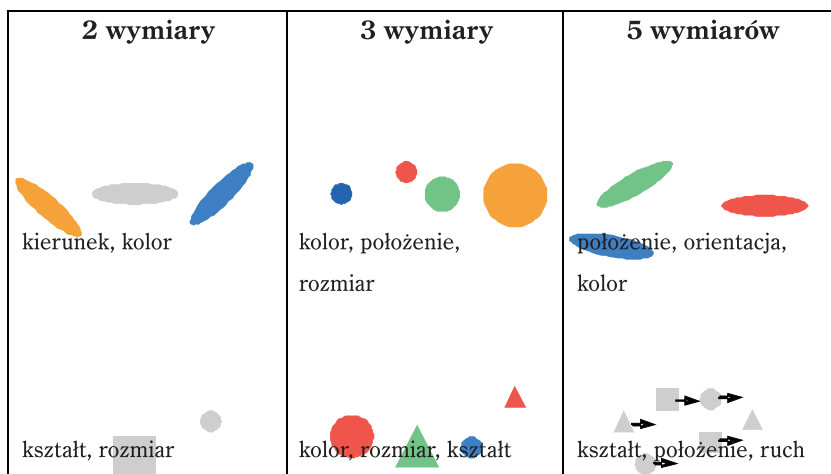 2 wymiary
3 wymiary
5 wymiarów
kierunek, kolor
kolor, położenie,
rozmiar
położenie, orientacja,
kolor
kształt, rozmiar
kolor, rozmiar, kształt
kształt, położenie, ruch